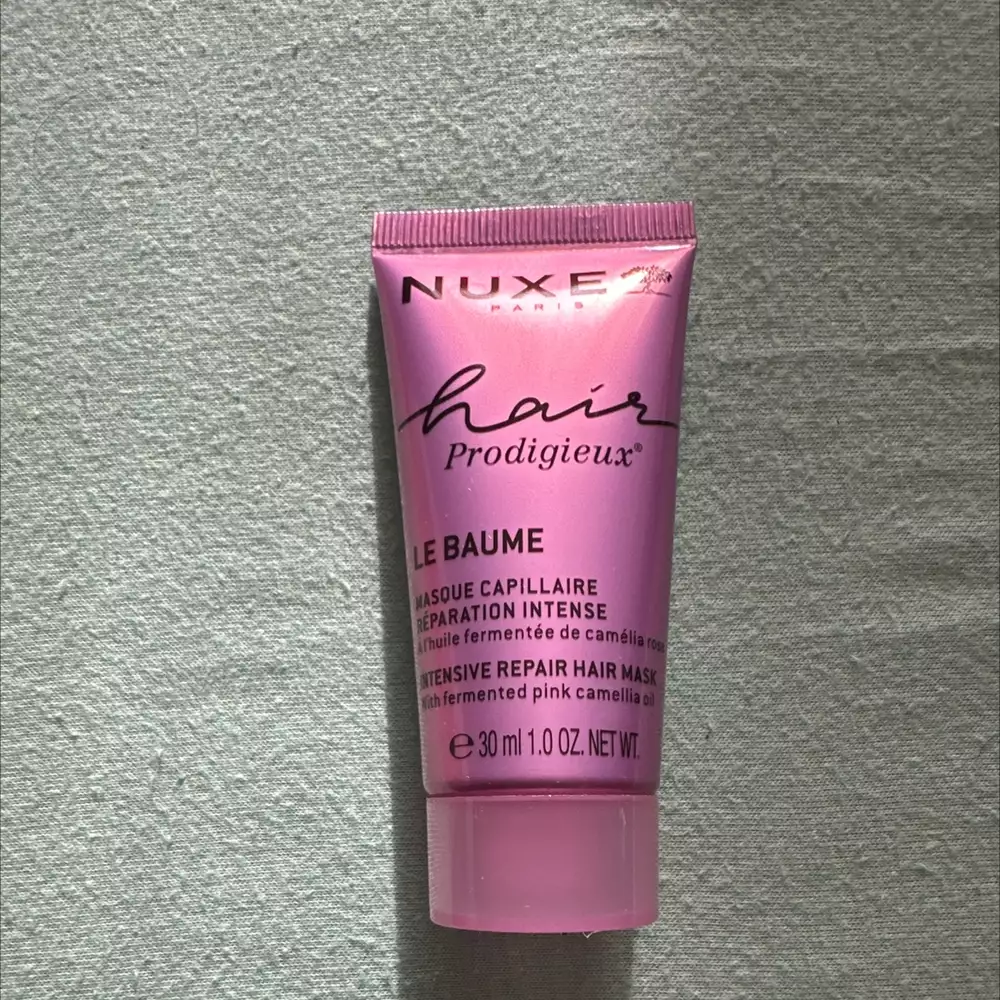 NUXE
PARIS
hair
Prodigieux®
LE BAUME
MASQUE CAPILLAIRE
RÉPARATION INTENSE
À l'huile fermentée de camélia rose
INTENSIVE REPAIR HAIR MASK
With fermented pink camellia oil
℮ 30 ml 1.0 OZ. NET WT.